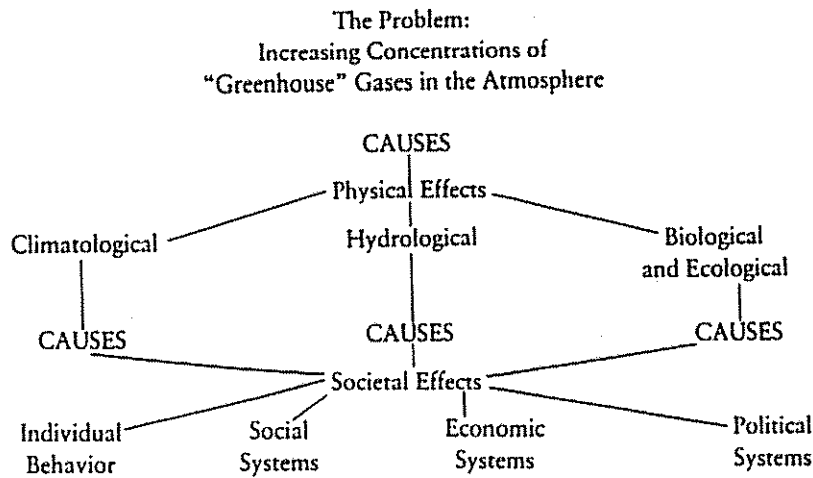 The Problem:
Increasing Concentrations of
“Greenhouse” Gases in the Atmosphere
CAUSES
Physical Effects
Climatological
Hydrological
Biological
and Ecological
CAUSES
CAUSES
CAUSES
Societal Effects
Individual
Behavior
Social
Systems
Economic
Systems
Political
Systems